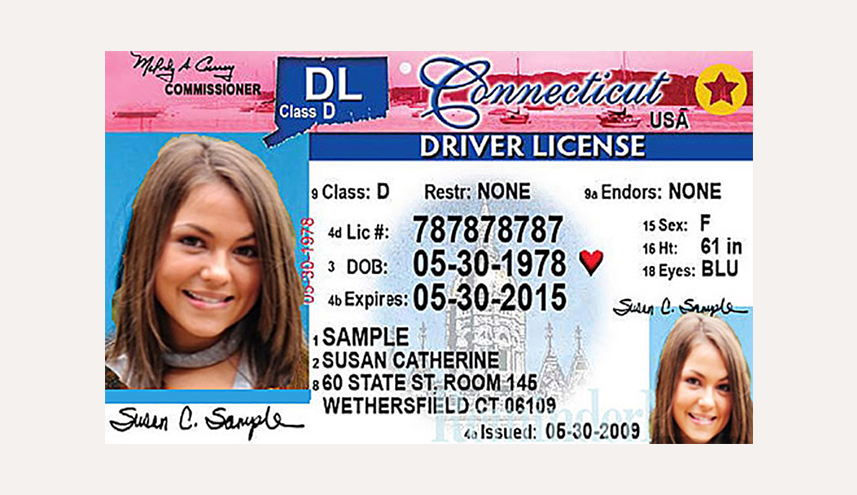 Melody A. Currey
COMMISSIONER
DL
Class D
Connecticut
USA
DRIVER LICENSE
9 Class: D Restr: NONE 9a Endors: NONE
4d Lic #: 787878787
15 Sex: F
3 DOB: 05-30-1978
16 Ht: 61 in
18 Eyes: BLU
4b Expires: 05-30-2015
05-30-1978
Susan C. Sample
1 SAMPLE
2 SUSAN CATHERINE
8 60 STATE ST, ROOM 145
WETHERSFIELD CT 06109
Susan C. Sample
4a Issued: 05-30-2009